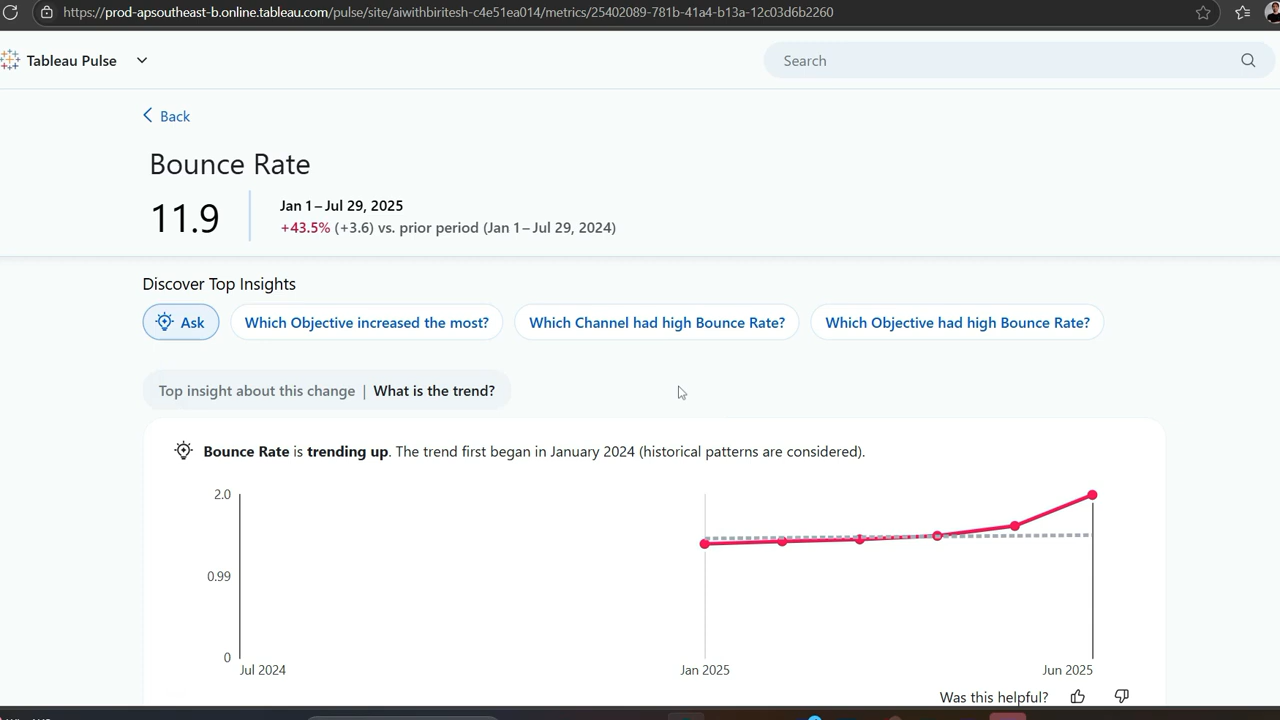 https://prod-apsoutheast-b.online.tableau.com/pulse/site/aiwithbiritesh-c4e51ea014/metrics/25402089-781b-41a4-b13a-12c03d6b2260
Tableau Pulse
Search
Back
Bounce Rate
11.9
Jan 1 – Jul 29, 2025
+43.5% (+3.6) vs. prior period (Jan 1 – Jul 29, 2024)
Discover Top Insights
Ask
Which Objective increased the most?
Which Channel had high Bounce Rate?
Which Objective had high Bounce Rate?
Top insight about this change | What is the trend?
Bounce Rate is trending up. The trend first began in January 2024 (historical patterns are considered).
2.0
0.99
0
Jul 2024
Jan 2025
Jun 2025
Was this helpful?